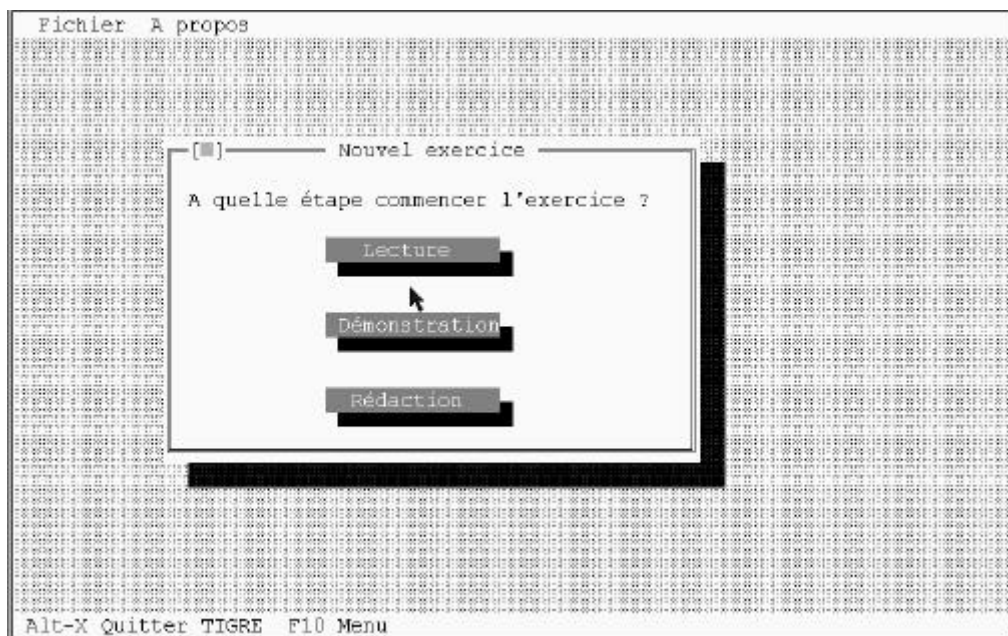 Fichier A propos
[■] Nouvel exercice
A quelle étape commencer l'exercice ?
Lecture
Démonstration
Rédaction
Alt-X Quitter TIGRE F10 Menu